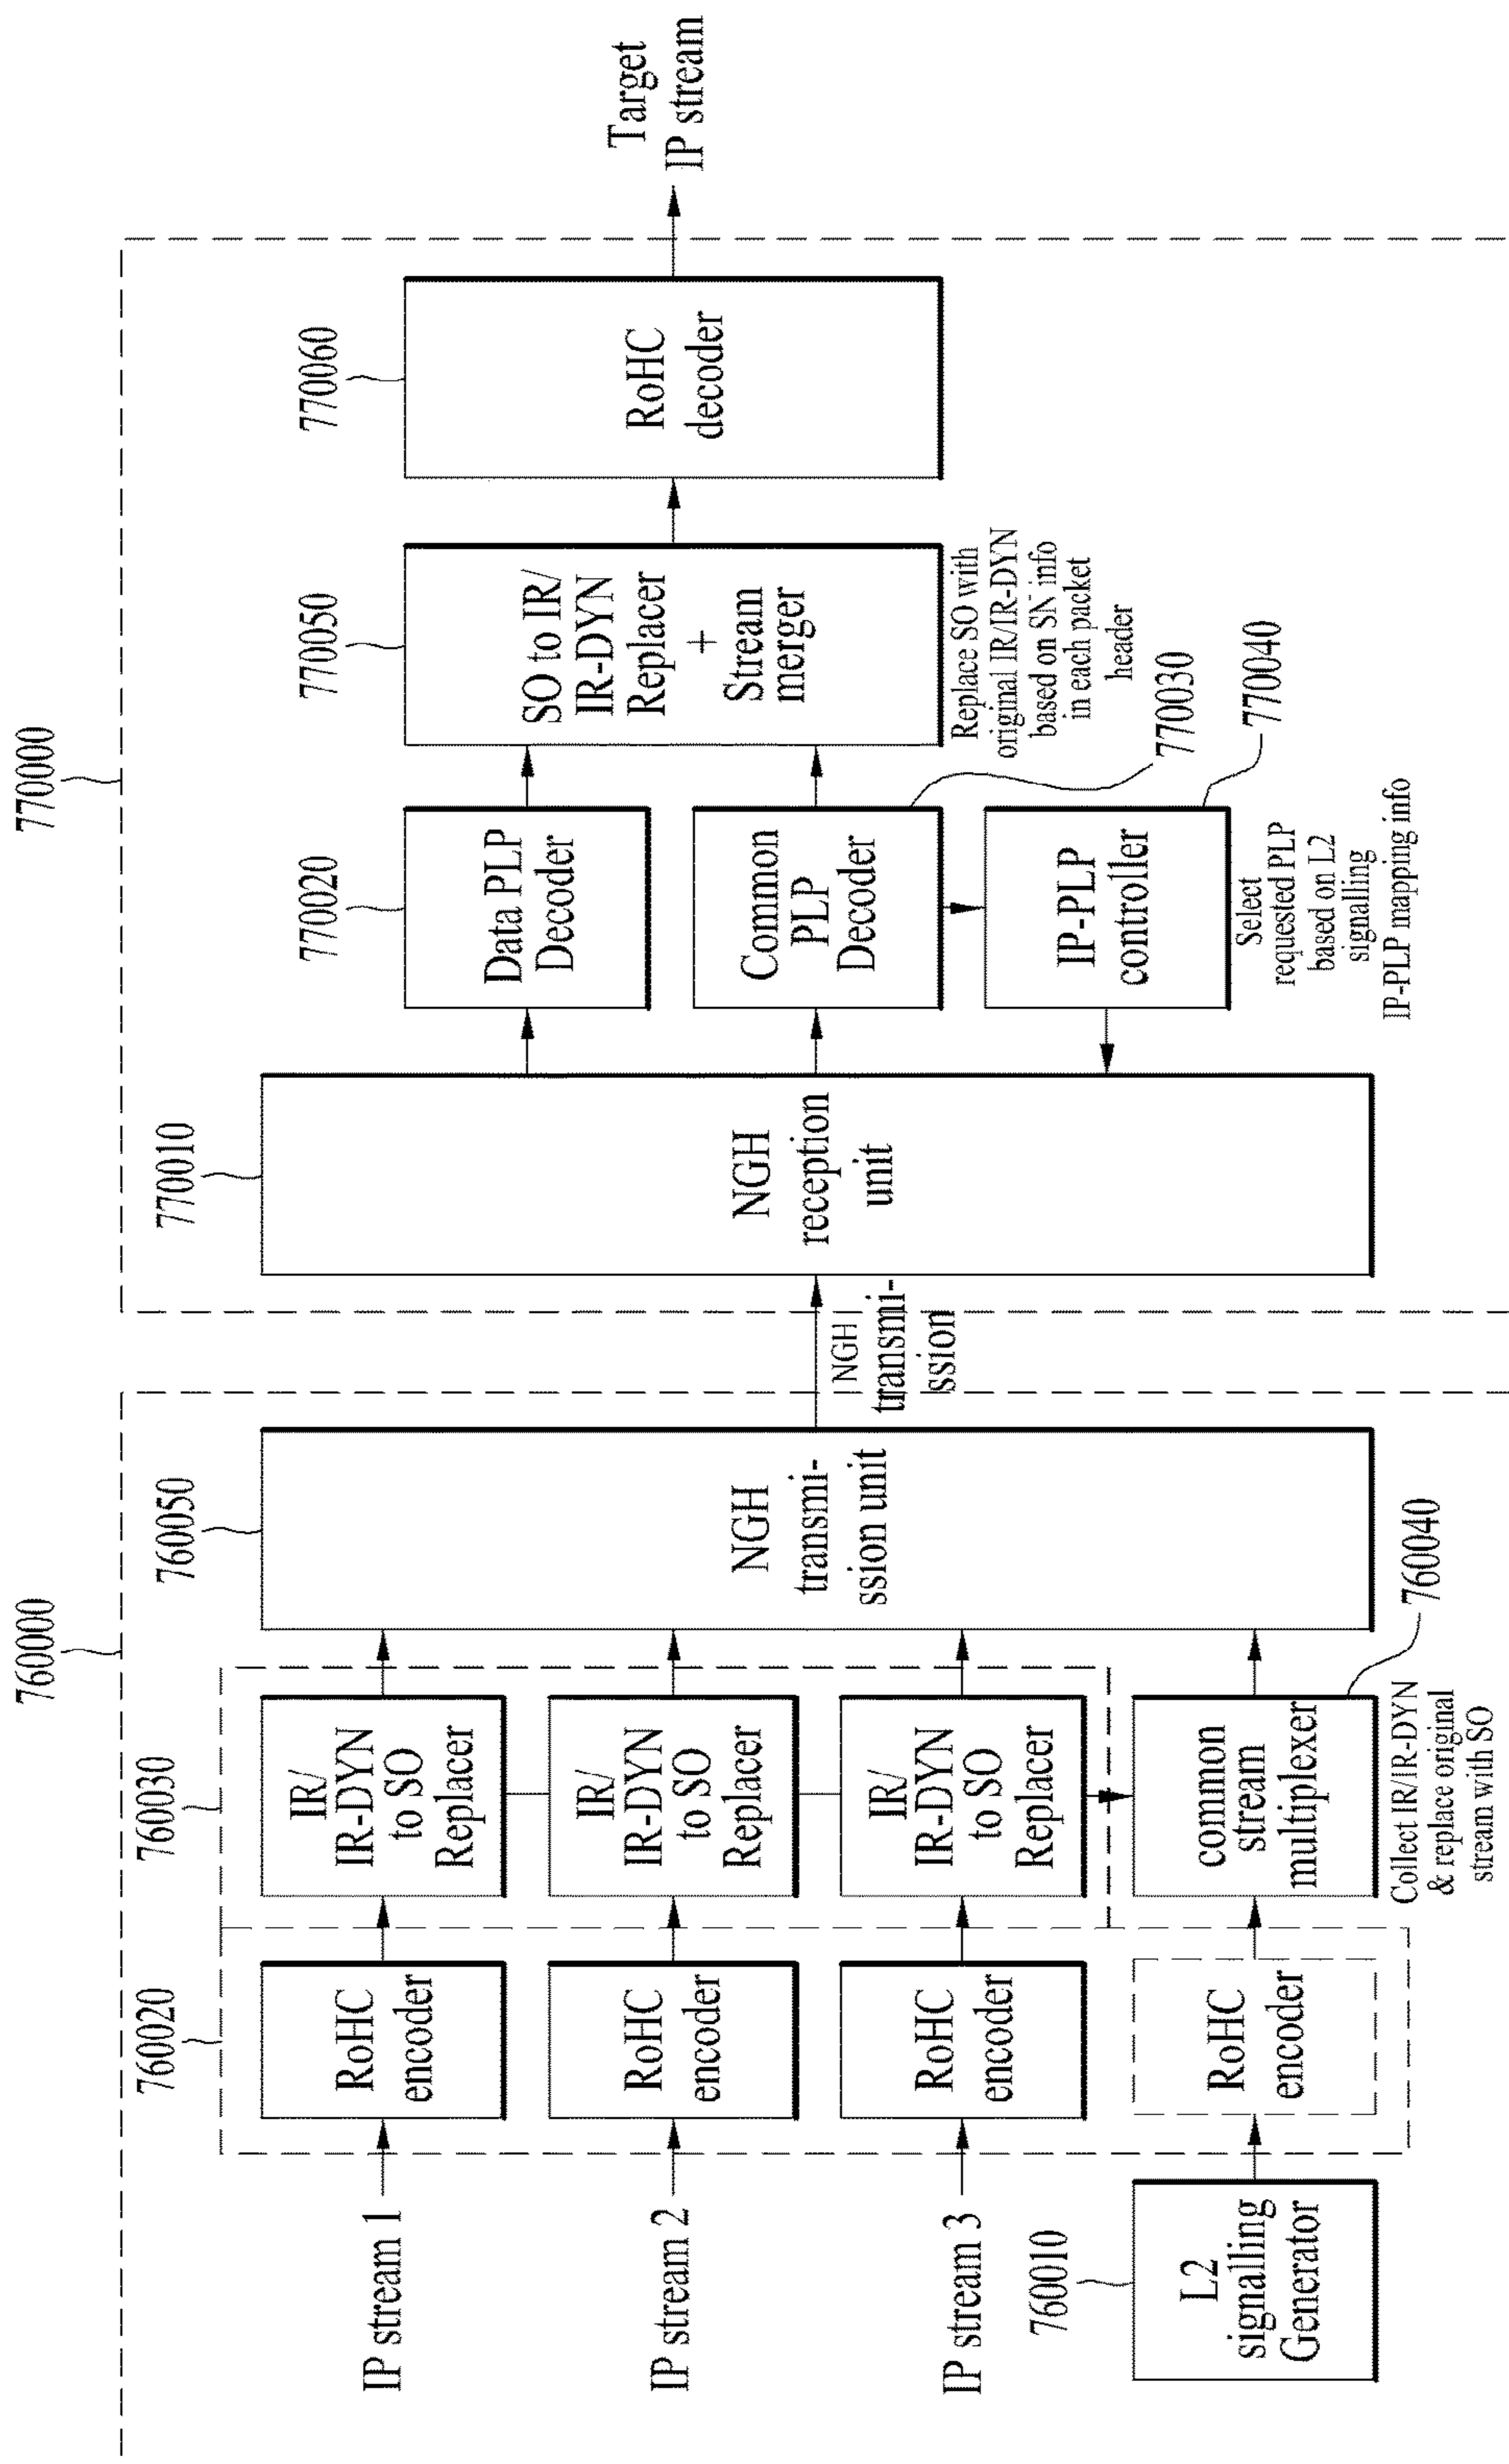 760000
770000
760020
760030
760050
770010
770020
770050
770060
IP stream 1
RoHC
encoder
IR/
IR-DYN
to SO
Replacer
IP stream 2
RoHC
encoder
IR/
IR-DYN
to SO
Replacer
IP stream 3
RoHC
encoder
IR/
IR-DYN
to SO
Replacer
760010
L2
signalling
Generator
RoHC
encoder
common
stream
multiplexer
760040
Collect IR/IR-DYN
& replace original
stream with SO
NGH
transmi-
ssion unit
NGH
transmi-
ssion
NGH
reception
unit
Data PLP
Decoder
Common
PLP
Decoder
770030
IP-PLP
controller
770040
Select
requested PLP
based on L2
signalling
IP-PLP mapping info
SO to IR/
IR-DYN
Replacer
+
Stream
merger
Replace SO with
original IR/IR-DYN
based on SN info
in each packet
header
RoHC
decoder
Target
IP stream